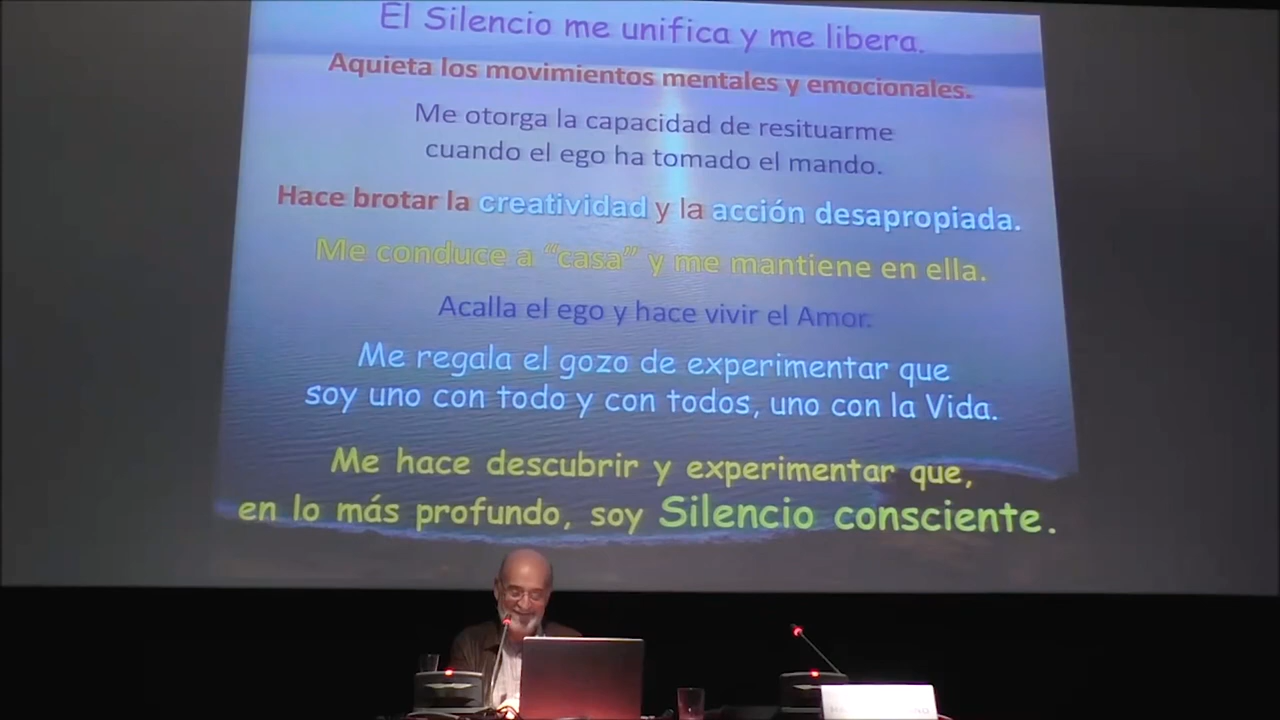 El Silencio me unifica y me libera.
Aquieta los movimientos mentales y emocionales.
Me otorga la capacidad de resituarme
cuando el ego ha tomado el mando.
Hace brotar la creatividad y la acción desapropiada.
Me conduce a “casa” y me mantiene en ella.
Acalla el ego y hace vivir el Amor.
Me regala el gozo de experimentar que
soy uno con todo y con todos, uno con la Vida.
Me hace descubrir y experimentar que,
en lo más profundo, soy Silencio consciente.